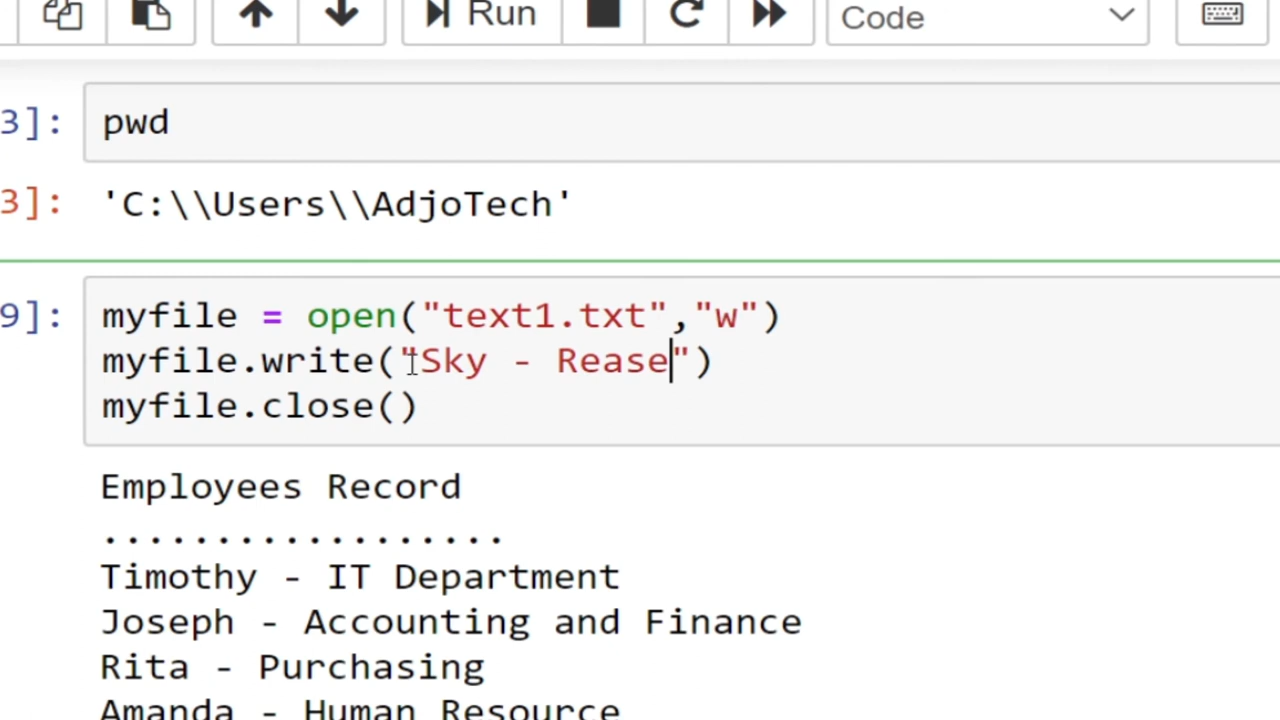 Run
Code
3]:
pwd
3]:
'C:\\Users\\AdjoTech'
9]:
myfile = open("text1.txt","w")
myfile.write("Sky - Rease")
myfile.close()
Employees Record
..................
Timothy - IT Department
Joseph - Accounting and Finance
Rita - Purchasing
Amanda - Human Resource